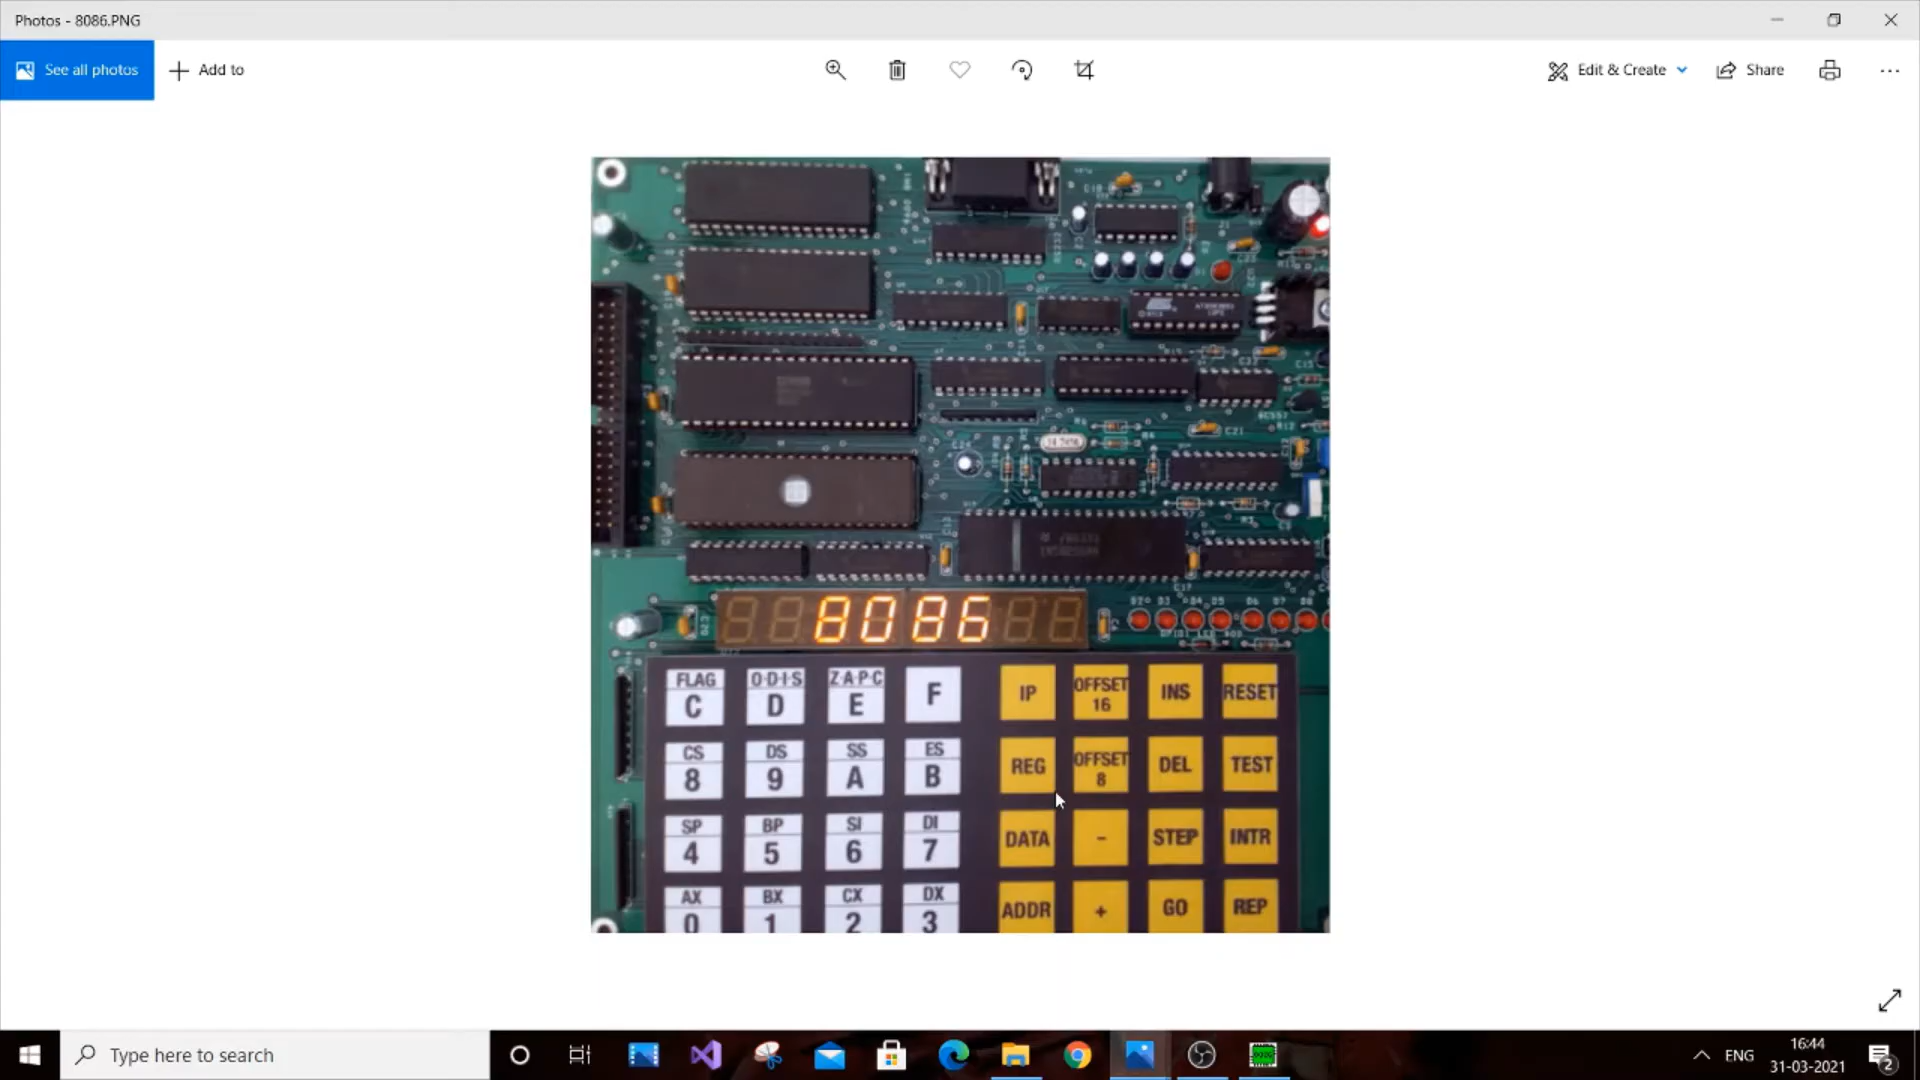 Photos - 8086.PNG
See all photos
Add to
Edit & Create
Share
8086
FLAG
C
O·D·I·S
D
Z·A·P·C
E
F
IP
OFFSET
16
INS
RESET
CS
8
DS
9
SS
A
ES
B
REG
OFFSET
8
DEL
TEST
SP
4
BP
5
SI
6
DI
7
DATA
-
STEP
INTR
AX
0
BX
1
CX
2
DX
3
ADDR
+
GO
REP
Type here to search
ENG
16:44
31-03-2021
2